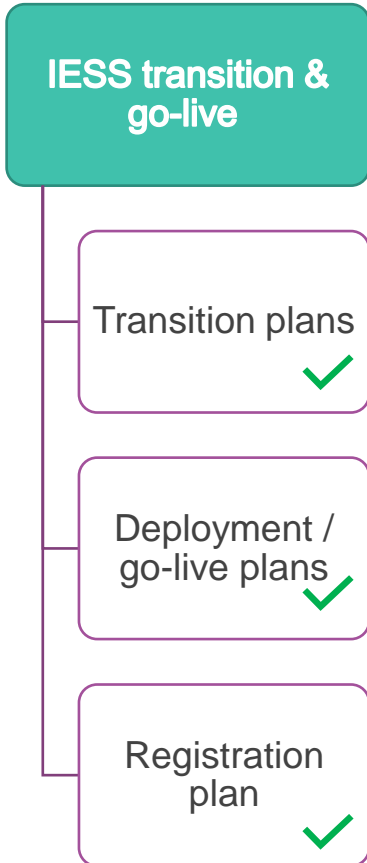 IESS transition &
go-live
Transition plans
Deployment /
go-live plans
Registration
plan